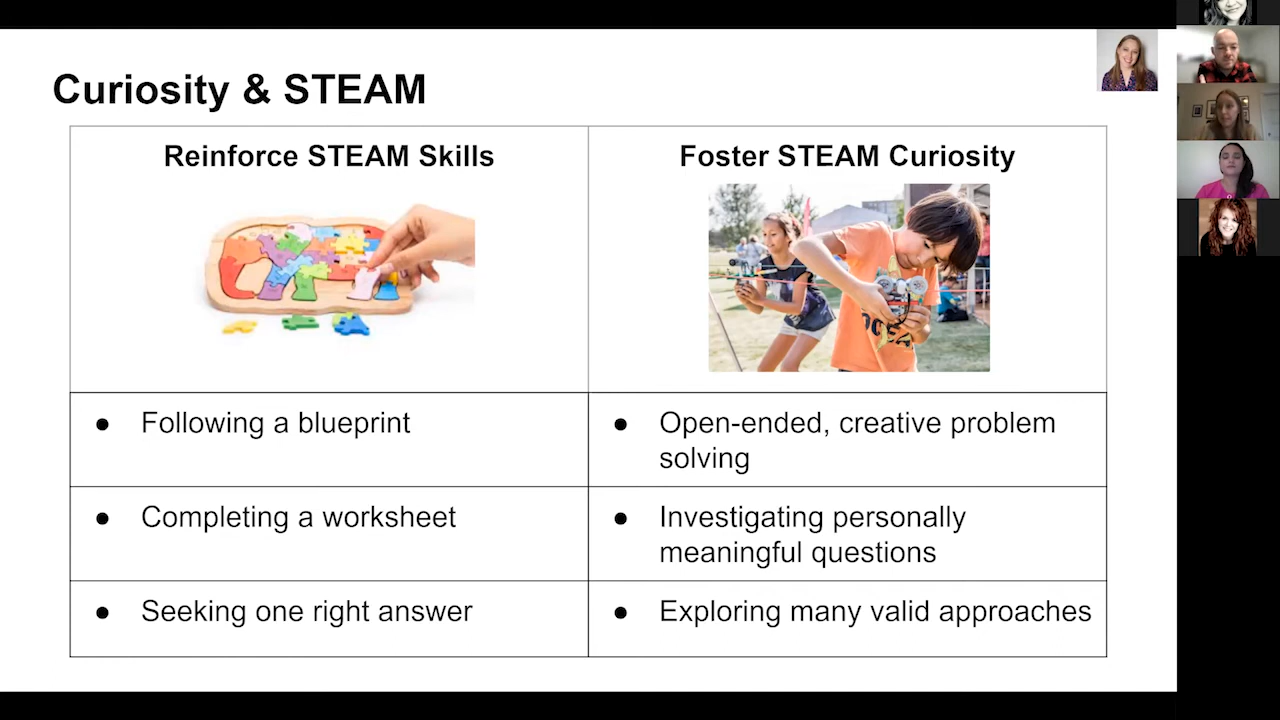 Curiosity & STEAM
Reinforce STEAM Skills
Foster STEAM Curiosity
● Following a blueprint
● Open-ended, creative problem
solving
● Completing a worksheet
● Investigating personally
meaningful questions
● Seeking one right answer
● Exploring many valid approaches